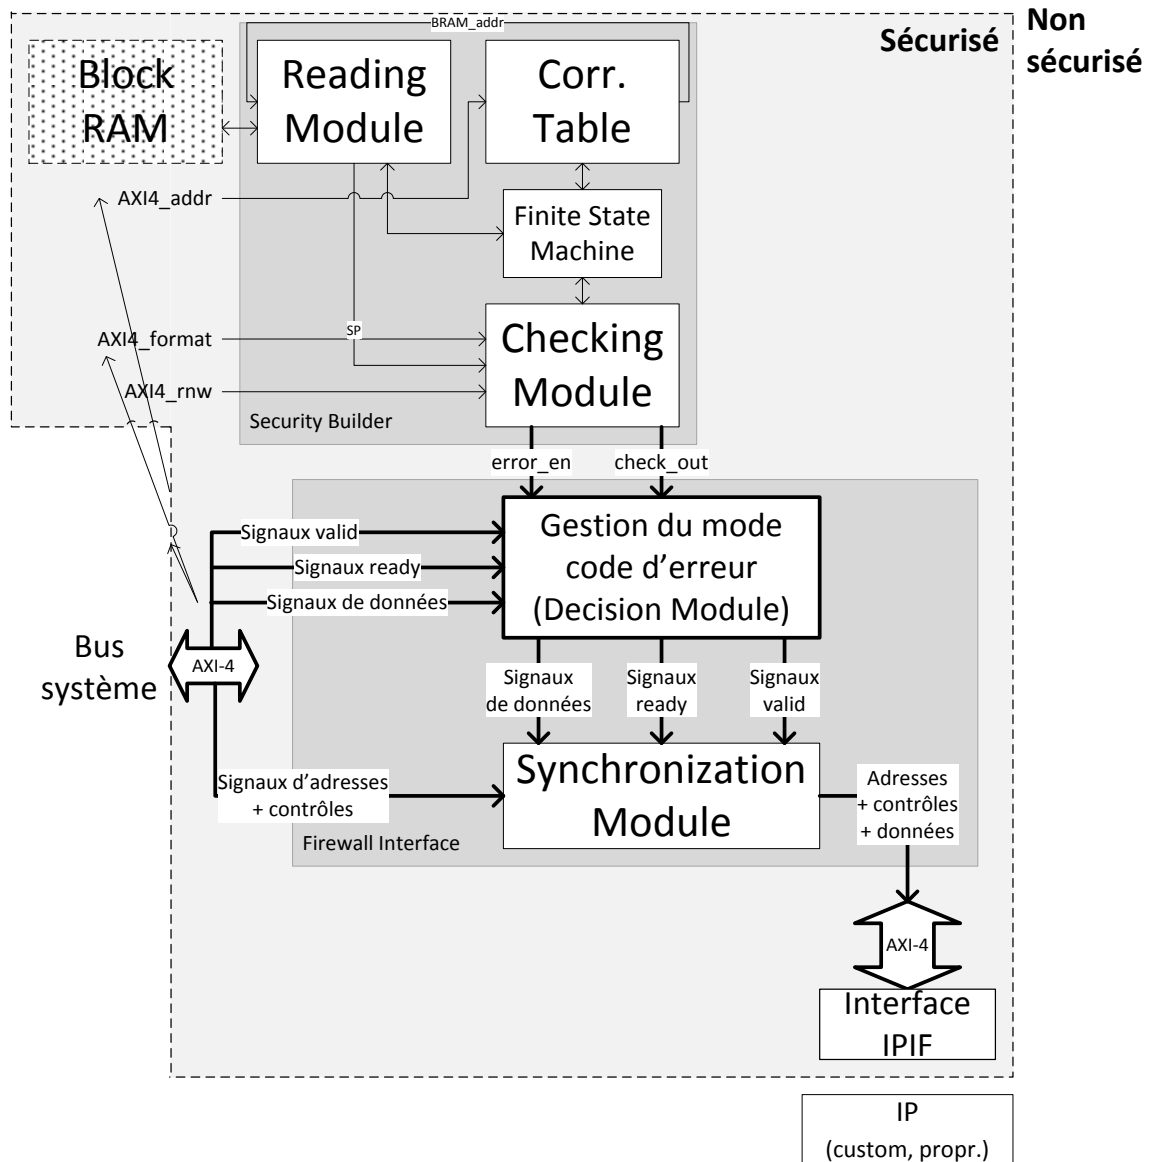 BRAM_addr
Sécurisé
Non
sécurisé
Block
RAM
Reading
Module
Corr.
Table
AXI4_addr
Finite State
Machine
SP
AXI4_format
AXI4_rnw
Checking
Module
Security Builder
error_en
check_out
Signaux valid
Signaux ready
Signaux de données
Gestion du mode
code d'erreur
(Decision Module)
Bus
système
AXI-4
Signaux
de données
Signaux
ready
Signaux
valid
Signaux d'adresses
+ contrôles
Synchronization
Module
Adresses
+ contrôles
+ données
Firewall Interface
AXI-4
Interface
IPIF
IP
(custom, propr.)